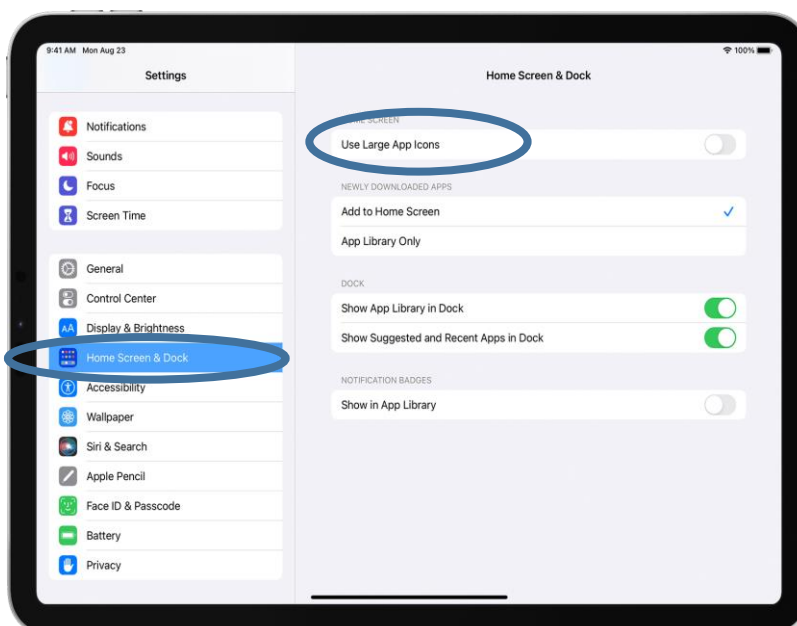 9:41 AM Mon Aug 23
100%
Settings
Home Screen & Dock
Notifications
Sounds
Focus
Screen Time
General
Control Center
Display & Brightness
Home Screen & Dock
Accessibility
Wallpaper
Siri & Search
Apple Pencil
Face ID & Passcode
Battery
Privacy
HOME SCREEN
Use Large App Icons
NEWLY DOWNLOADED APPS
Add to Home Screen
App Library Only
DOCK
Show App Library in Dock
Show Suggested and Recent Apps in Dock
NOTIFICATION BADGES
Show in App Library